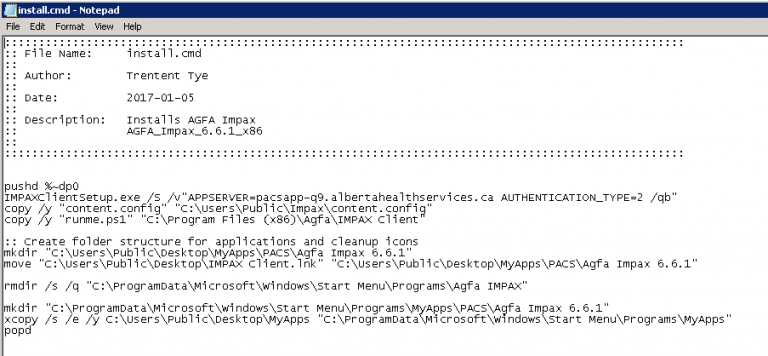 install.cmd - Notepad
File Edit Format View Help
::::::::::::::::::::::::::::::::::::::::::::::::::::::::::::::::::::::::::::::::::::::::::::::::
:: File Name: install.cmd
::
:: Author: Trentent Tye
::
:: Date: 2017-01-05
::
:: Description: Installs AGFA Impax
:: AGFA_Impax_6.6.1_x86
::
::::::::::::::::::::::::::::::::::::::::::::::::::::::::::::::::::::::::::::::::::::::::::::::::
pushd %~dp0
IMPAXClientSetup.exe /S /v"APPSERVER=pacsapp-q9.albertahealthservices.ca AUTHENTICATION_TYPE=2 /qb"
copy /y "content.config" "C:\Users\Public\Impax\content.config"
copy /y "runme.ps1" "C:\Program Files (x86)\Agfa\IMPAX Client"
:: Create folder structure for applications and cleanup icons
mkdir "C:\Users\Public\Desktop\MyApps\PACS\Agfa Impax 6.6.1"
move "C:\Users\Public\Desktop\IMPAX Client.lnk" "C:\Users\Public\Desktop\MyApps\PACS\Agfa Impax 6.6.1"
rmdir /s /q "C:\ProgramData\Microsoft\Windows\Start Menu\Programs\Agfa IMPAX"
mkdir "C:\ProgramData\Microsoft\Windows\Start Menu\Programs\MyApps\PACS\Agfa Impax 6.6.1"
xcopy /s /e /y C:\Users\Public\Desktop\MyApps "C:\ProgramData\Microsoft\Windows\Start Menu\Programs\MyApps"
popd